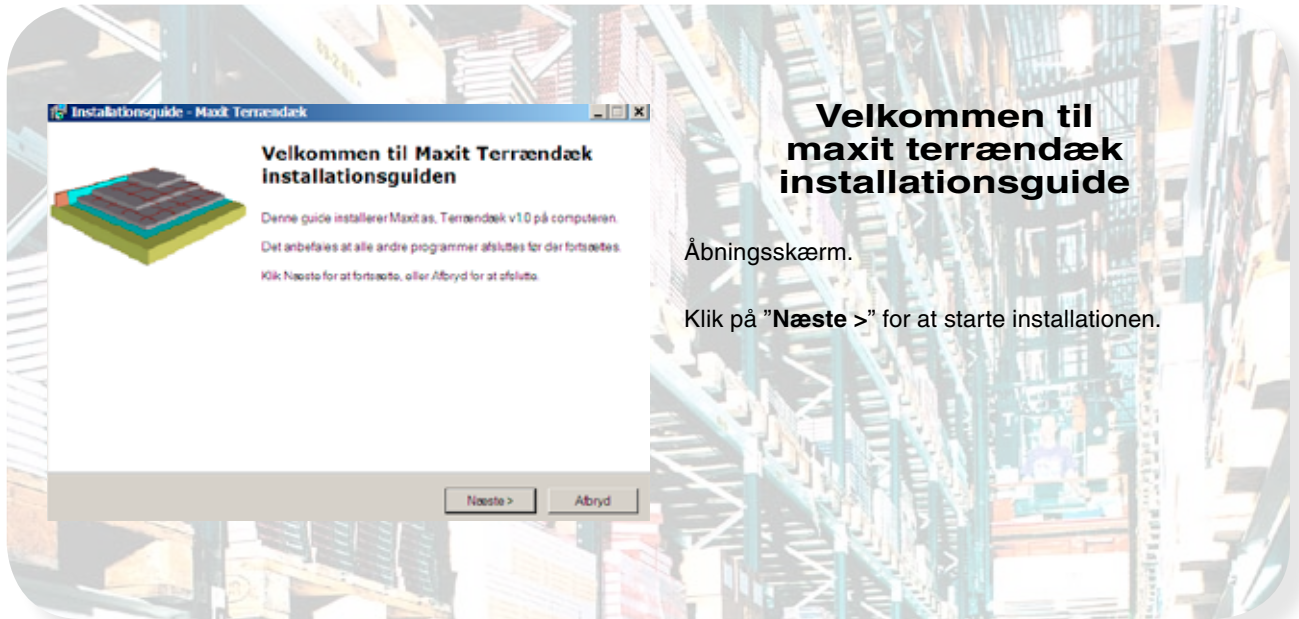 Installationsguide - Maxit Terrændæk
Velkommen til Maxit Terrændæk
installationsguiden
Denne guide installerer Maxit as, Terrændæk v1.0 på computeren.
Det anbefales at alle andre programmer afsluttes før der fortsættes.
Klik Næste for at fortsætte, eller Afbryd for at afslutte.
Næste >
Afbryd
Velkommen til
maxit terrændæk
installationsguide
Åbningsskærm.
Klik på ”Næste >” for at starte installationen.